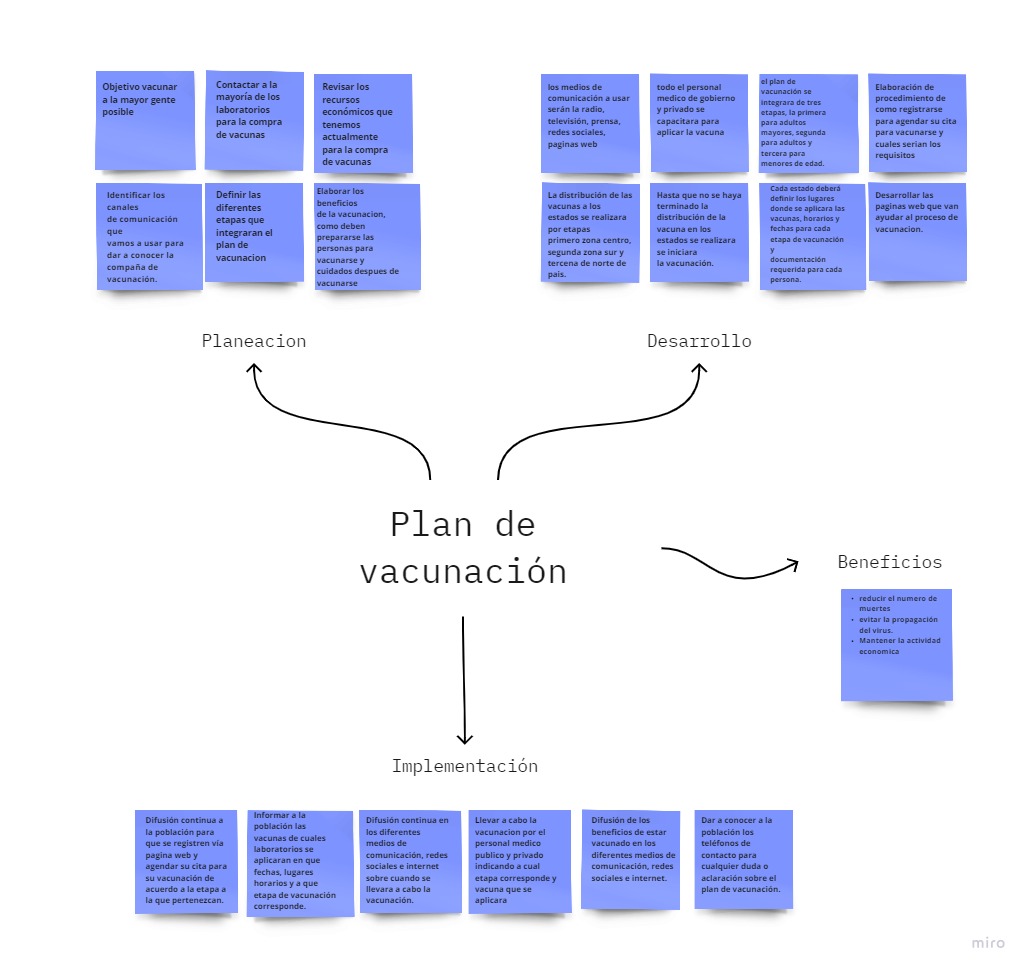 Objetivo vacunar
a la mayor gente
posible
Contactar a la
mayoría de los
laboratorios
para la compra
de vacunas
Revisar los
recursos
económicos que
tenemos
actualmente
para la compra
de vacunas
Identificar los
canales
de comunicación
que
vamos a usar para
dar a conocer la
compaña de
vacunación.
Definir las
diferentes
etapas que
integraran el
plan de
vacunacion
Elaborar los
beneficios
de la vacunacion,
como deben
prepararse las
personas para
vacunarse y
cuidados despues de
vacunarse
Planeacion
los medios de
comunicación a usar
serán la radio,
televisión, prensa,
redes sociales,
paginas web
todo el personal
medico de gobierno
y privado se
capacitara para
aplicar la vacuna
el plan de
vacunación se
integrara de tres
etapas, la primera
para adultos
mayores, segunda
para adultos y
tercera para
menores de edad.
Elaboración de
procedimiento de
como registrarse
para agendar su cita
para vacunarse y
cuales serian los
requisitos
La distribución de las
vacunas a los
estados se realizara
por etapas
primero zona centro,
segunda zona sur y
tercena de norte de
pais.
Hasta que no se haya
terminado la
distribución de la
vacuna en los
estados se realizara
se iniciara
la vacunación.
Cada estado deberá
definir los lugares
donde se aplicara las
vacunas, horarios y
fechas para cada
etapa de vacunación
y
documentación
requerida para cada
persona.
Desarrollar las
paginas web que van
ayudar al proceso de
vacunacion.
Desarrollo
Plan de
vacunación
Beneficios
• reducir el numero de
muertes
• evitar la propagación
del virus.
• Mantener la actividad
economica
Implementación
Difusión continua a
la población para
que se registren vía
pagina web y
agendar su cita para
su vacunación de
acuerdo a la etapa a
la que pertenezcan.
Informar a la
población las
vacunas de cuales
laboratorios se
aplicaran en que
fechas, lugares
horarios y a que
etapa de vacunación
corresponde.
Difusión continua en
los diferentes
medios de
comunicación, redes
sociales e internet
sobre cuando se
llevara a cabo la
vacunación.
Llevar a cabo la
vacunacion por el
personal medico
publico y privado
indicando a cual
etapa corresponde y
vacuna que se
aplicara
Difusión de los
beneficios de estar
vacunado en los
diferentes medios de
comunicación, redes
sociales e internet.
Dar a conocer a la
población los
teléfonos de
contacto para
cualquier duda o
aclaración sobre el
plan de vacunación.
miro